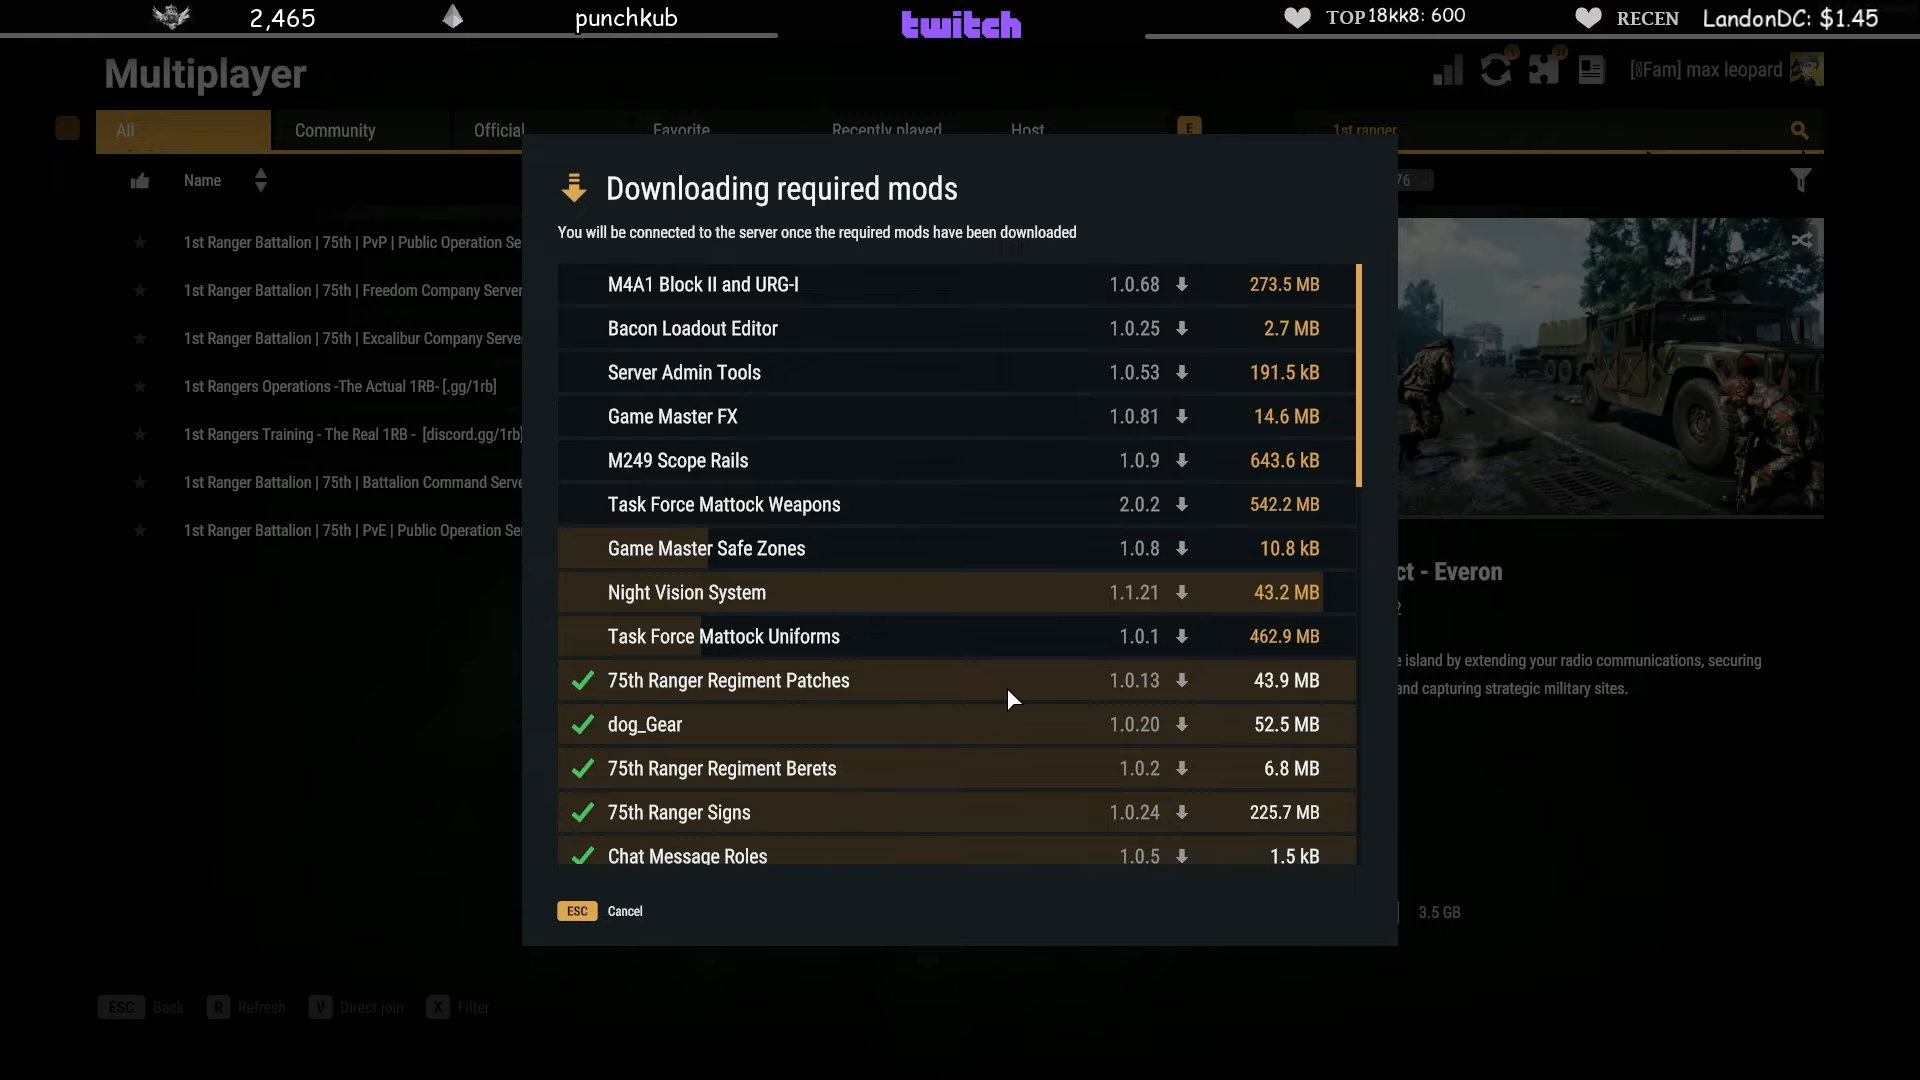 2,465
punchkub
twitch
TOP 18kk8: 600
RECEN LandonDC: $1.45
Multiplayer
[Fam] max leopard
All
Community
Official
Favorite
Recently played
Host
E
1st ranger
Name
76
1st Ranger Battalion | 75th | PvP | Public Operation Se
1st Ranger Battalion | 75th | Freedom Company Server
1st Ranger Battalion | 75th | Excalibur Company Serve
1st Rangers Operations -The Actual 1RB- [.gg/1rb]
1st Rangers Training - The Real 1RB - [discord.gg/1rb]
1st Ranger Battalion | 75th | Battalion Command Serve
1st Ranger Battalion | 75th | PvE | Public Operation Se
Downloading required mods
You will be connected to the server once the required mods have been downloaded
M4A1 Block II and URG-I 1.0.68 273.5 MB
Bacon Loadout Editor 1.0.25 2.7 MB
Server Admin Tools 1.0.53 191.5 kB
Game Master FX 1.0.81 14.6 MB
M249 Scope Rails 1.0.9 643.6 kB
Task Force Mattock Weapons 2.0.2 542.2 MB
Game Master Safe Zones 1.0.8 10.8 kB
Night Vision System 1.1.21 43.2 MB
Task Force Mattock Uniforms 1.0.1 462.9 MB
75th Ranger Regiment Patches 1.0.13 43.9 MB
dog_Gear 1.0.20 52.5 MB
75th Ranger Regiment Berets 1.0.2 6.8 MB
75th Ranger Signs 1.0.24 225.7 MB
Chat Message Roles 1.0.5 1.5 kB
ESC Cancel
ct - Everon
e island by extending your radio communications, securing
and capturing strategic military sites.
3.5 GB
ESC Back R Refresh V Direct join X Filter